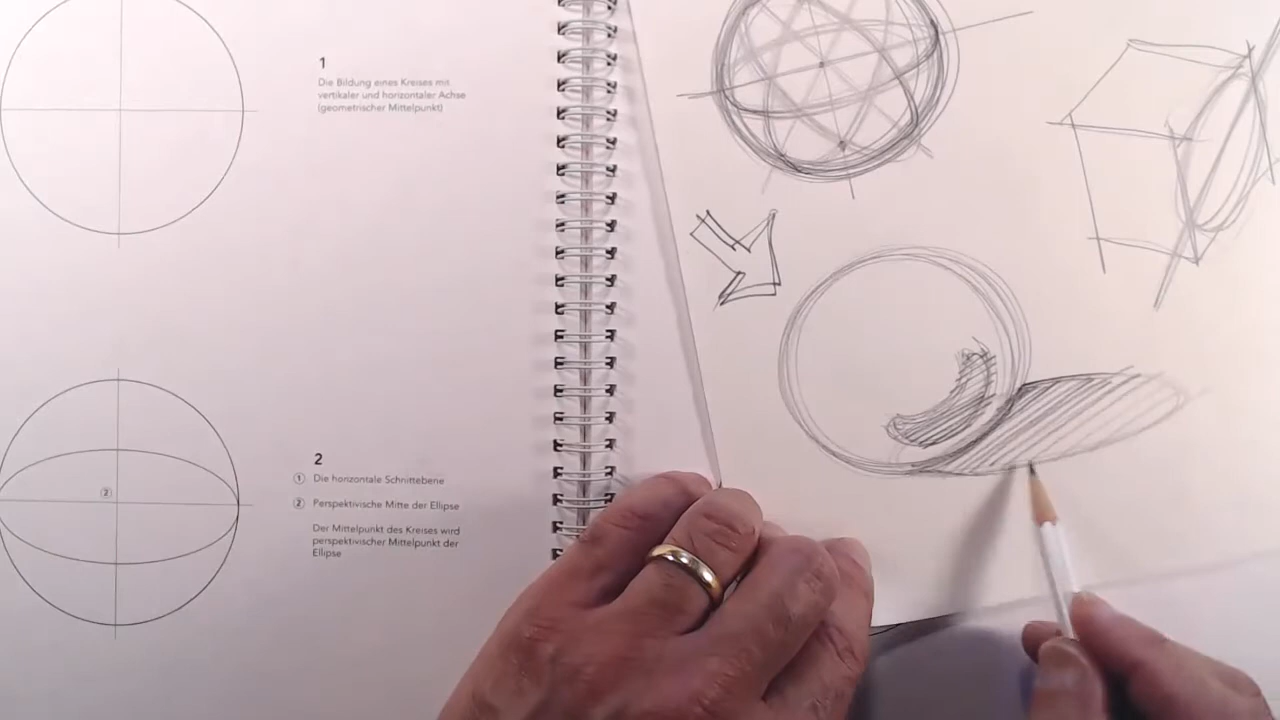 1
Die Bildung eines Kreises mit
vertikaler und horizontaler Achse
(geometrischer Mittelpunkt)
2
① Die horizontale Schnittebene
② Perspektivische Mitte der Ellipse
Der Mittelpunkt des Kreises wird
perspektivischer Mittelpunkt der
Ellipse
②